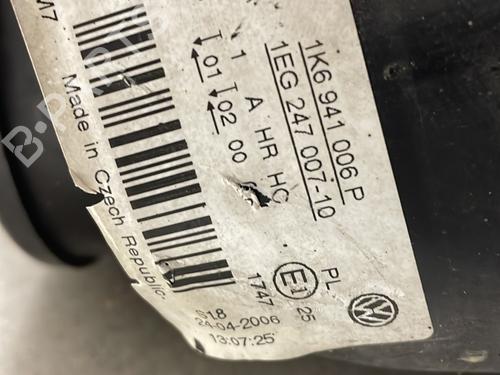 1K6 941 006 P
1EG 247 007-10
1 A HR HC
01 02 00
M7
Made in Czech Republic
PL
E1 25
1747
24-04-2006
13:07:25
B-PARTS